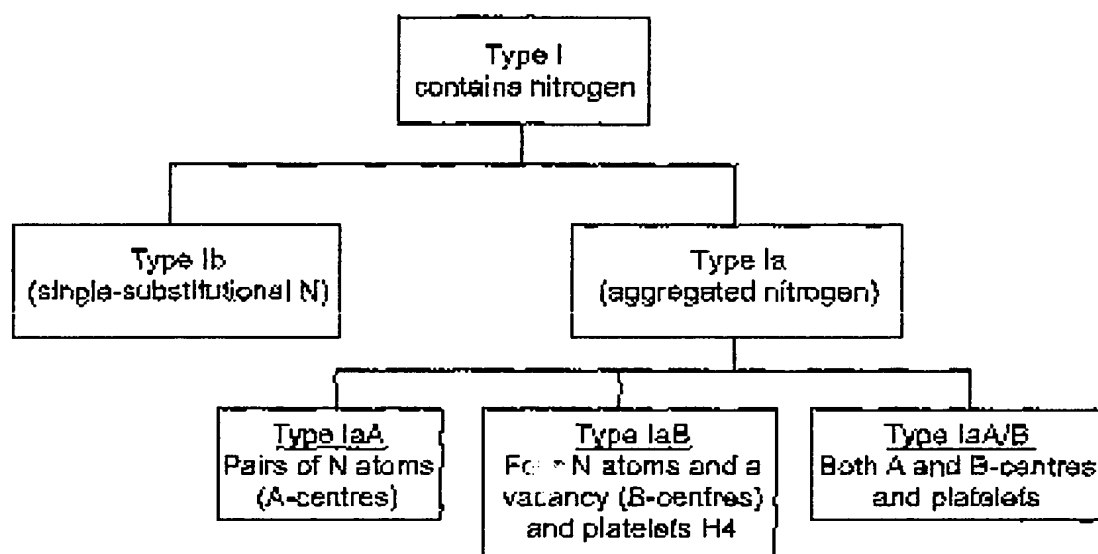 Type I
contains nitrogen
Type Ib
(single-substitutional N)
Type Ia
(aggregated nitrogen)
Type IaA
Pairs of N atoms
(A-centres)
Type IaB
N atoms and a
vacancy (B-centres)
and platelets H4
Type IaA/B
Both A and B-centres
and platelets